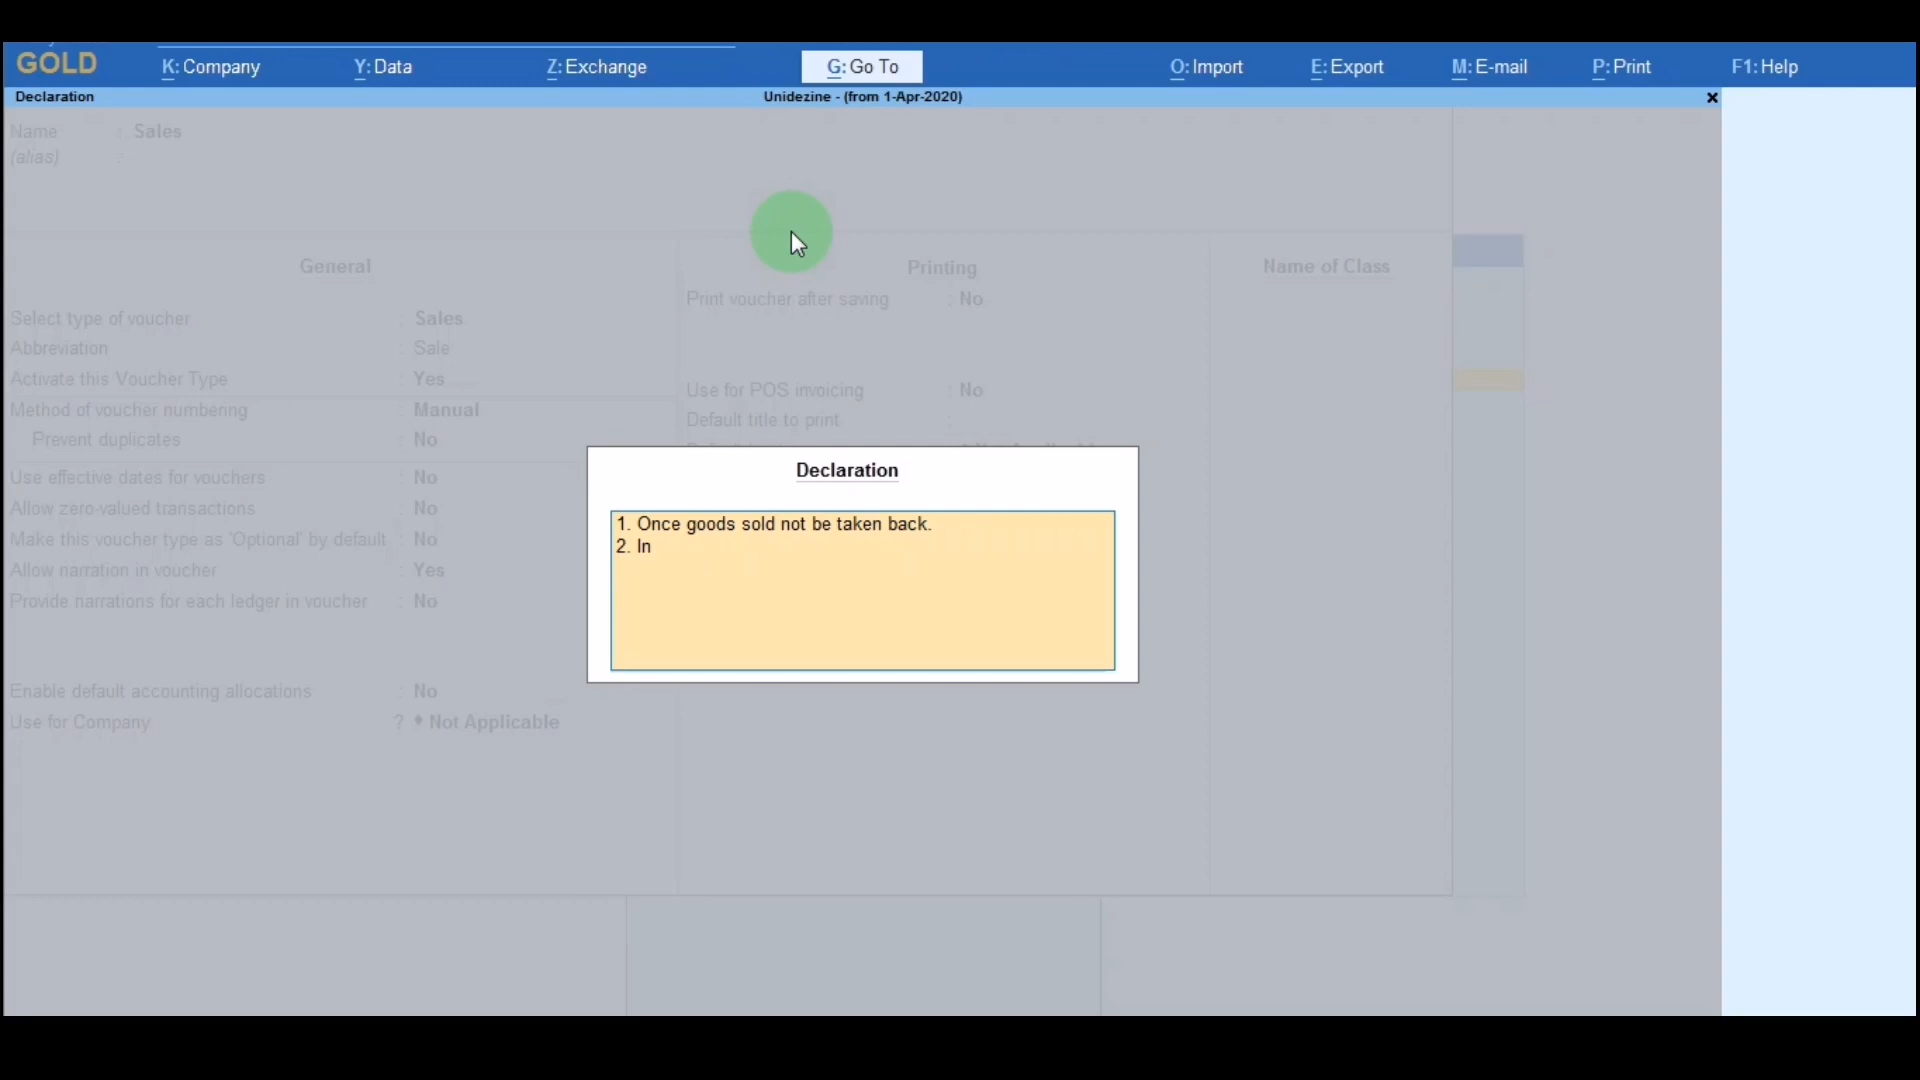 GOLD
K: Company
Y: Data
Z: Exchange
G: Go To
O: Import
E: Export
M: E-mail
P: Print
F1: Help
Declaration
Unidezine - (from 1-Apr-2020)
Name : Sales
(alias) :
General
Printing
Name of Class
Print voucher after saving : No
Select type of voucher : Sales
Abbreviation : Sale
Activate this Voucher Type : Yes
Use for POS invoicing : No
Method of voucher numbering : Manual
Default title to print :
Prevent duplicates : No
Use effective dates for vouchers : No
Allow zero-valued transactions : No
Make this voucher type as 'Optional' by default : No
Allow narration in voucher : Yes
Provide narrations for each ledger in voucher : No
Enable default accounting allocations : No
Use for Company ? ♦ Not Applicable
Declaration
1. Once goods sold not be taken back.
2. In